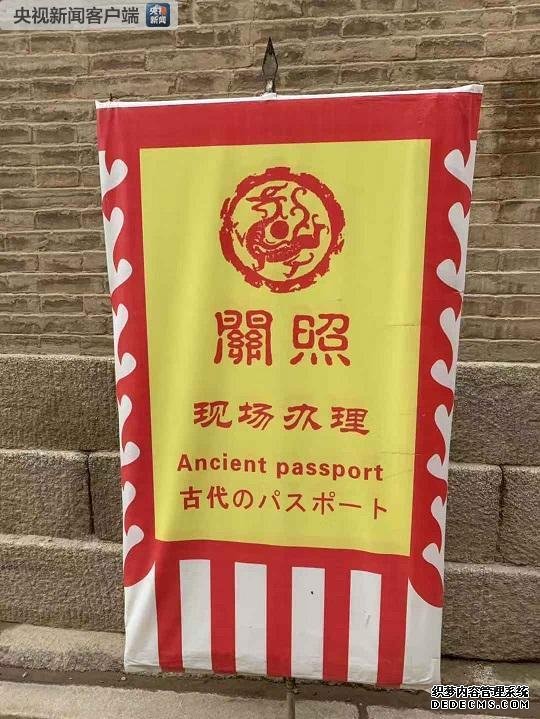 央视新闻客户端
央视
新闻
關照
现场办理
Ancient passport
古代のパスポート
织梦内容管理系统
DEDECMS.COM